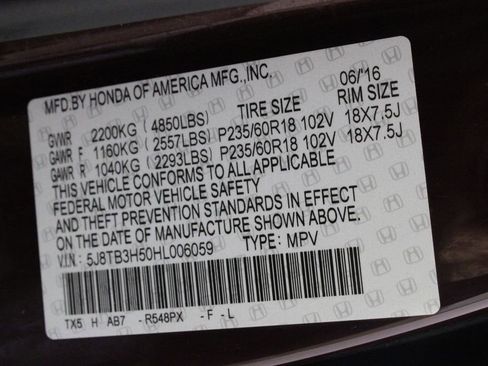 MFD.BY HONDA OF AMERICA MFG.,INC. 06/'16
TIRE SIZE RIM SIZE
GVWR 2200KG (4850LBS)
GAWR F 1160KG (2557LBS) P235/60R18 102V 18X7.5J
GAWR R 1040KG (2293LBS) P235/60R18 102V 18X7.5J
THIS VEHICLE CONFORMS TO ALL APPLICABLE
FEDERAL MOTOR VEHICLE SAFETY
AND THEFT PREVENTION STANDARDS IN EFFECT
ON THE DATE OF MANUFACTURE SHOWN ABOVE.
V.I.N.: 5J8TB3H50HL006059 TYPE: MPV
TX5 H AB7 - R548PX - F - L